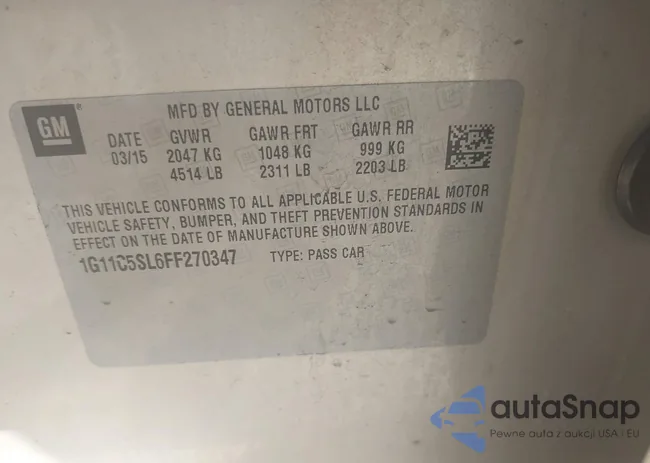 GM
MFD BY GENERAL MOTORS LLC
DATE GVWR GAWR FRT GAWR RR
03/15 2047 KG 1048 KG 999 KG
4514 LB 2311 LB 2203 LB
THIS VEHICLE CONFORMS TO ALL APPLICABLE U.S. FEDERAL MOTOR
VEHICLE SAFETY, BUMPER, AND THEFT PREVENTION STANDARDS IN
EFFECT ON THE DATE OF MANUFACTURE SHOWN ABOVE.
1G11C5SL6FF270347 TYPE: PASS CAR
autaSnap
Pewne auta z aukcji USA i EU